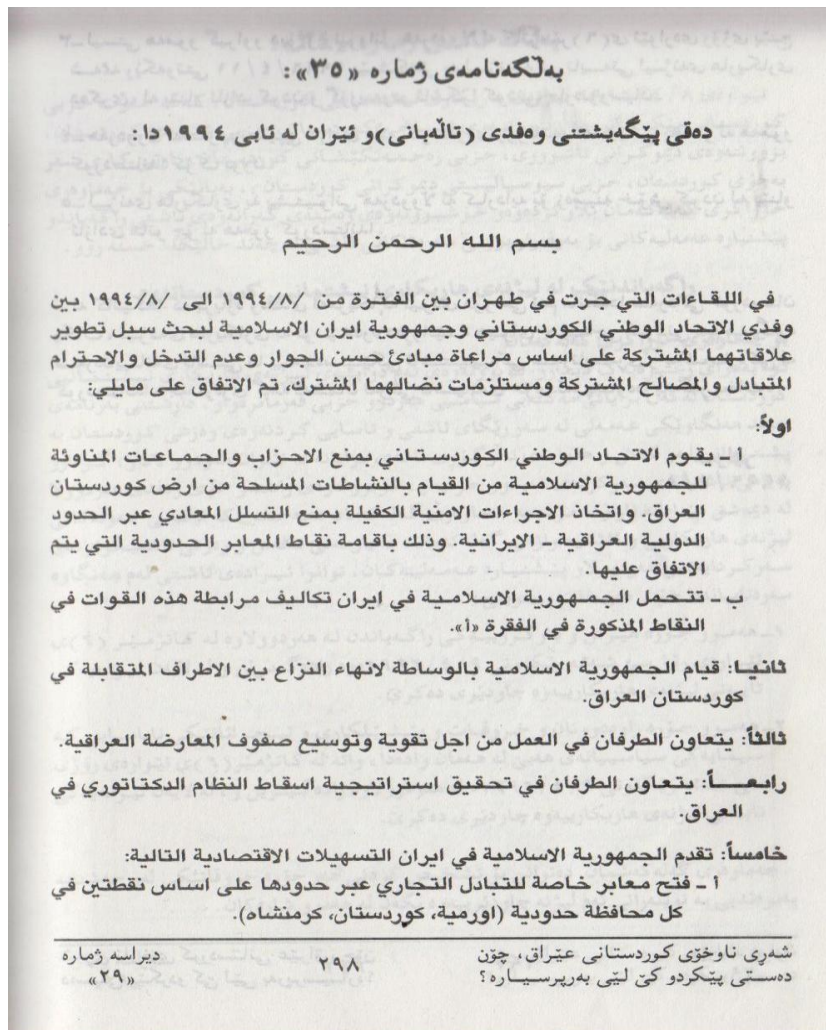 بەڵگەنامەی ژمارە «٣٥»:
دەقی پێگەیشتنی وەفدی (تاڵەبانی) و ئێران لە ئابی ١٩٩٤دا:
بسم الله الرحمن الرحيم
في اللقاءات التي جرت في طهران بين الفترة من /١٩٩٤/٨ الى /١٩٩٤/٨ بين
وفدي الاتحاد الوطني الكوردستاني وجمهورية ايران الاسلامية لبحث سبل تطوير
علاقاتهما المشتركة على اساس مراعاة مبادئ حسن الجوار وعدم التدخل والاحترام
المتبادل والمصالح المشتركة ومستلزمات نضالهما المشترك، تم الاتفاق على مايلي:
اولاً:
أ ـ يقوم الاتحاد الوطني الكوردستاني بمنع الاحزاب والجماعات المناوئة
للجمهورية الاسلامية من القيام بالنشاطات المسلحة من ارض كوردستان
العراق. واتخاذ الاجراءات الامنية الكفيلة بمنع التسلل المعادي عبر الحدود
الدولية العراقية ـ الايرانية. وذلك باقامة نقاط المعابر الحدودية التي يتم
الاتفاق عليها.
ب ـ تتحمل الجمهورية الاسلامية في ايران تكاليف مرابطة هذه القوات في
النقاط المذكورة في الفقرة «أ».
ثانيا: قيام الجمهورية الاسلامية بالوساطة لانهاء النزاع بين الاطراف المتقابلة في
كوردستان العراق.
ثالثاً: يتعاون الطرفان في العمل من اجل تقوية وتوسيع صفوف المعارضة العراقية.
رابعـــاً: يتعاون الطرفان في تحقيق استراتيجية اسقاط النظام الدكتاتوري في
العراق.
خامساً: تقدم الجمهورية الاسلامية في ايران التسهيلات الاقتصادية التالية:
أ ـ فتح معابر خاصة للتبادل التجاري عبر حدودها على اساس نقطتين في
كل محافظة حدودية (اورمية، كوردستان، كرمنشاه).
شەڕی ناوخۆی كوردستانی عێراق، چۆن
دەستی پێكردو كێ لێی بەرپرسیارە؟
٢٩٨
دیراسە ژمارە
«٢٩»